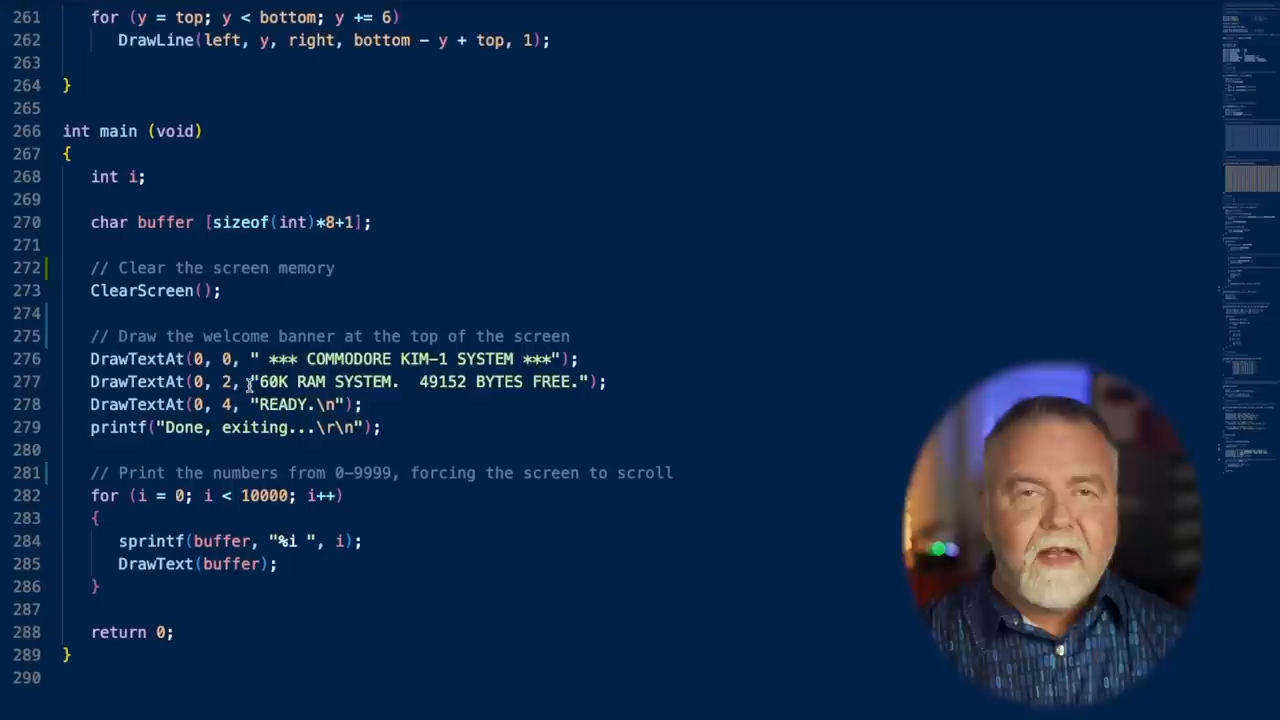 261 for (y = top; y < bottom; y += 6)
262 DrawLine(left, y, right, bottom - y + top, 1);
263
264 }
265
266 int main (void)
267 {
268 int i;
269
270 char buffer [sizeof(int)*8+1];
271
272 // Clear the screen memory
273 ClearScreen();
274
275 // Draw the welcome banner at the top of the screen
276 DrawTextAt(0, 0, " *** COMMODORE KIM-1 SYSTEM ***");
277 DrawTextAt(0, 2, "60K RAM SYSTEM.  49152 BYTES FREE.");
278 DrawTextAt(0, 4, "READY.\n");
279 printf("Done, exiting...\r\n");
280
281 // Print the numbers from 0-9999, forcing the screen to scroll
282 for (i = 0; i < 10000; i++)
283 {
284 sprintf(buffer, "%i ", i);
285 DrawText(buffer);
286 }
287
288 return 0;
289 }
290